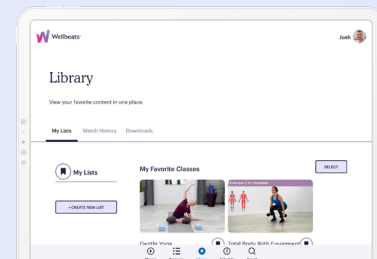 Wellbeats
Josh
Library
View your favorite content in one place.
My Lists Watch History Downloads
My Lists
My Favorite Classes
SELECT
+ CREATE NEW LIST
Gentle Yoga
Total Body With Equipment